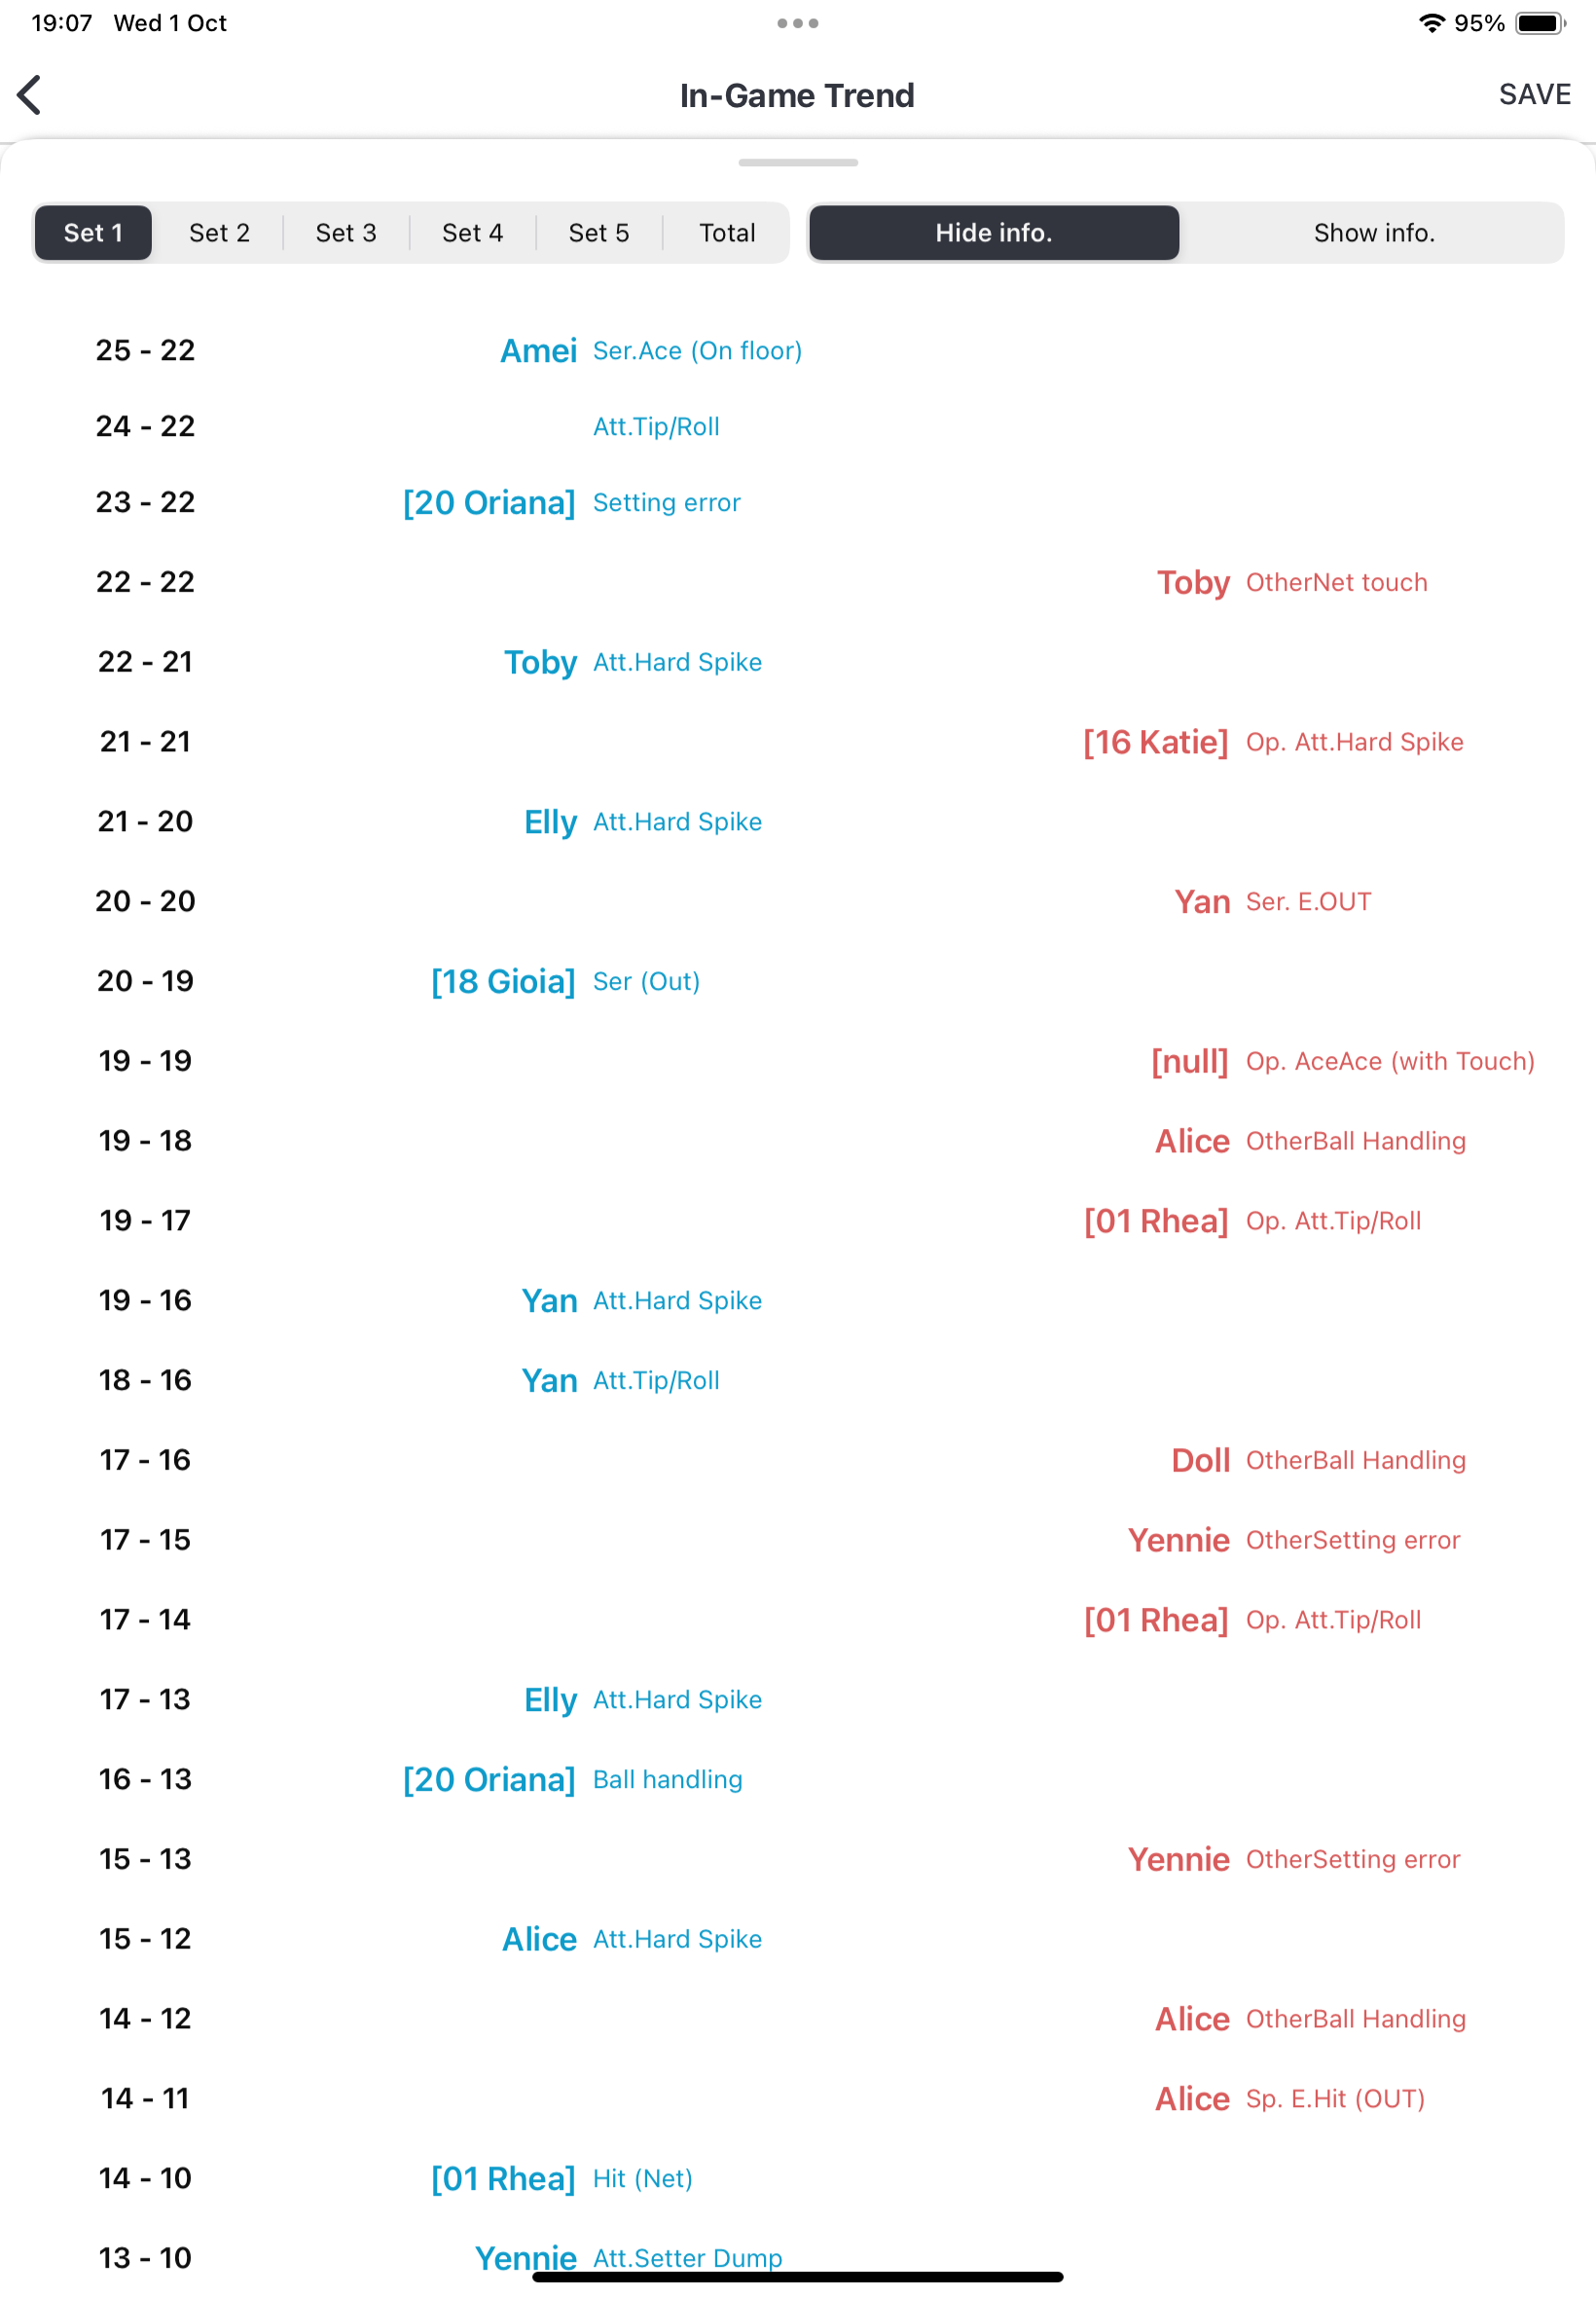 19:07 Wed 1 Oct 95%
In-Game Trend SAVE
Set 1 Set 2 Set 3 Set 4 Set 5 Total Hide info. Show info.
25 - 22 Amei Ser.Ace (On floor)
24 - 22 Att.Tip/Roll
23 - 22 [20 Oriana] Setting error
22 - 22 Toby OtherNet touch
22 - 21 Toby Att.Hard Spike
21 - 21 [16 Katie] Op. Att.Hard Spike
21 - 20 Elly Att.Hard Spike
20 - 20 Yan Ser. E.OUT
20 - 19 [18 Gioia] Ser (Out)
19 - 19 [null] Op. AceAce (with Touch)
19 - 18 Alice OtherBall Handling
19 - 17 [01 Rhea] Op. Att.Tip/Roll
19 - 16 Yan Att.Hard Spike
18 - 16 Yan Att.Tip/Roll
17 - 16 Doll OtherBall Handling
17 - 15 Yennie OtherSetting error
17 - 14 [01 Rhea] Op. Att.Tip/Roll
17 - 13 Elly Att.Hard Spike
16 - 13 [20 Oriana] Ball handling
15 - 13 Yennie OtherSetting error
15 - 12 Alice Att.Hard Spike
14 - 12 Alice OtherBall Handling
14 - 11 Alice Sp. E.Hit (OUT)
14 - 10 [01 Rhea] Hit (Net)
13 - 10 Yennie Att.Setter Dump